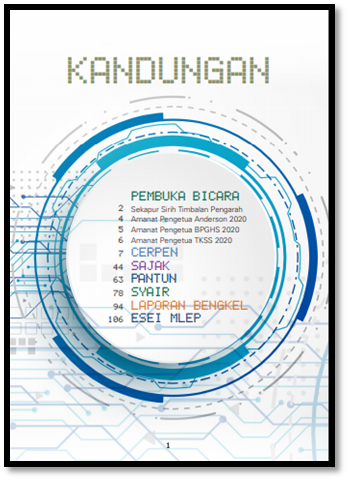 KANDUNGAN
PEMBUKA BICARA
2 Sekapur Sirih Timbalan Pengarah
4 Amanat Pengetua Anderson 2020
5 Amanat Pengetua BPGHS 2020
6 Amanat Pengetua TKSS 2020
7 CERPEN
44 SAJAK
63 PANTUN
78 SYAIR
94 LAPORAN BENGKEL
106 ESEI MLEP
1